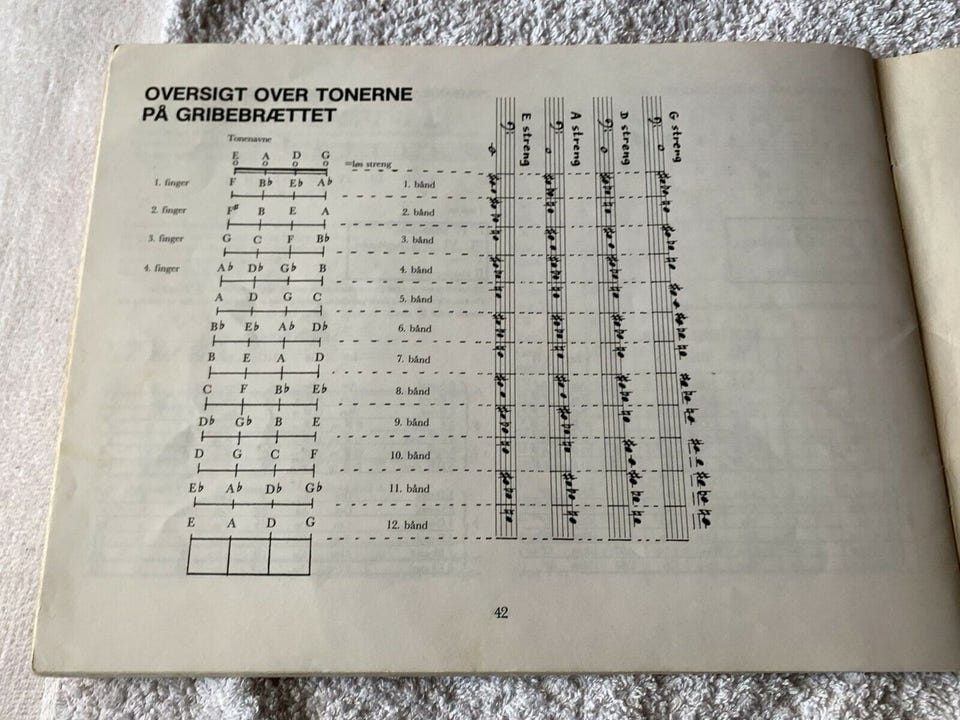 OVERSIGT OVER TONERNE
PÅ GRIBEBRÆTTET
Tonenavne
E A D G
=løs streng
1. finger F B♭ E♭ A♭ 1. bånd
2. finger F♯ B E A 2. bånd
3. finger G C F B♭ 3. bånd
4. finger A♭ D♭ G♭ B 4. bånd
A D G C 5. bånd
B♭ E♭ A♭ D♭ 6. bånd
B E A D 7. bånd
C F B♭ E♭ 8. bånd
D♭ G♭ B E 9. bånd
D G C F 10. bånd
E♭ A♭ D♭ G♭ 11. bånd
E A D G 12. bånd
E streng
A streng
D streng
G streng
42